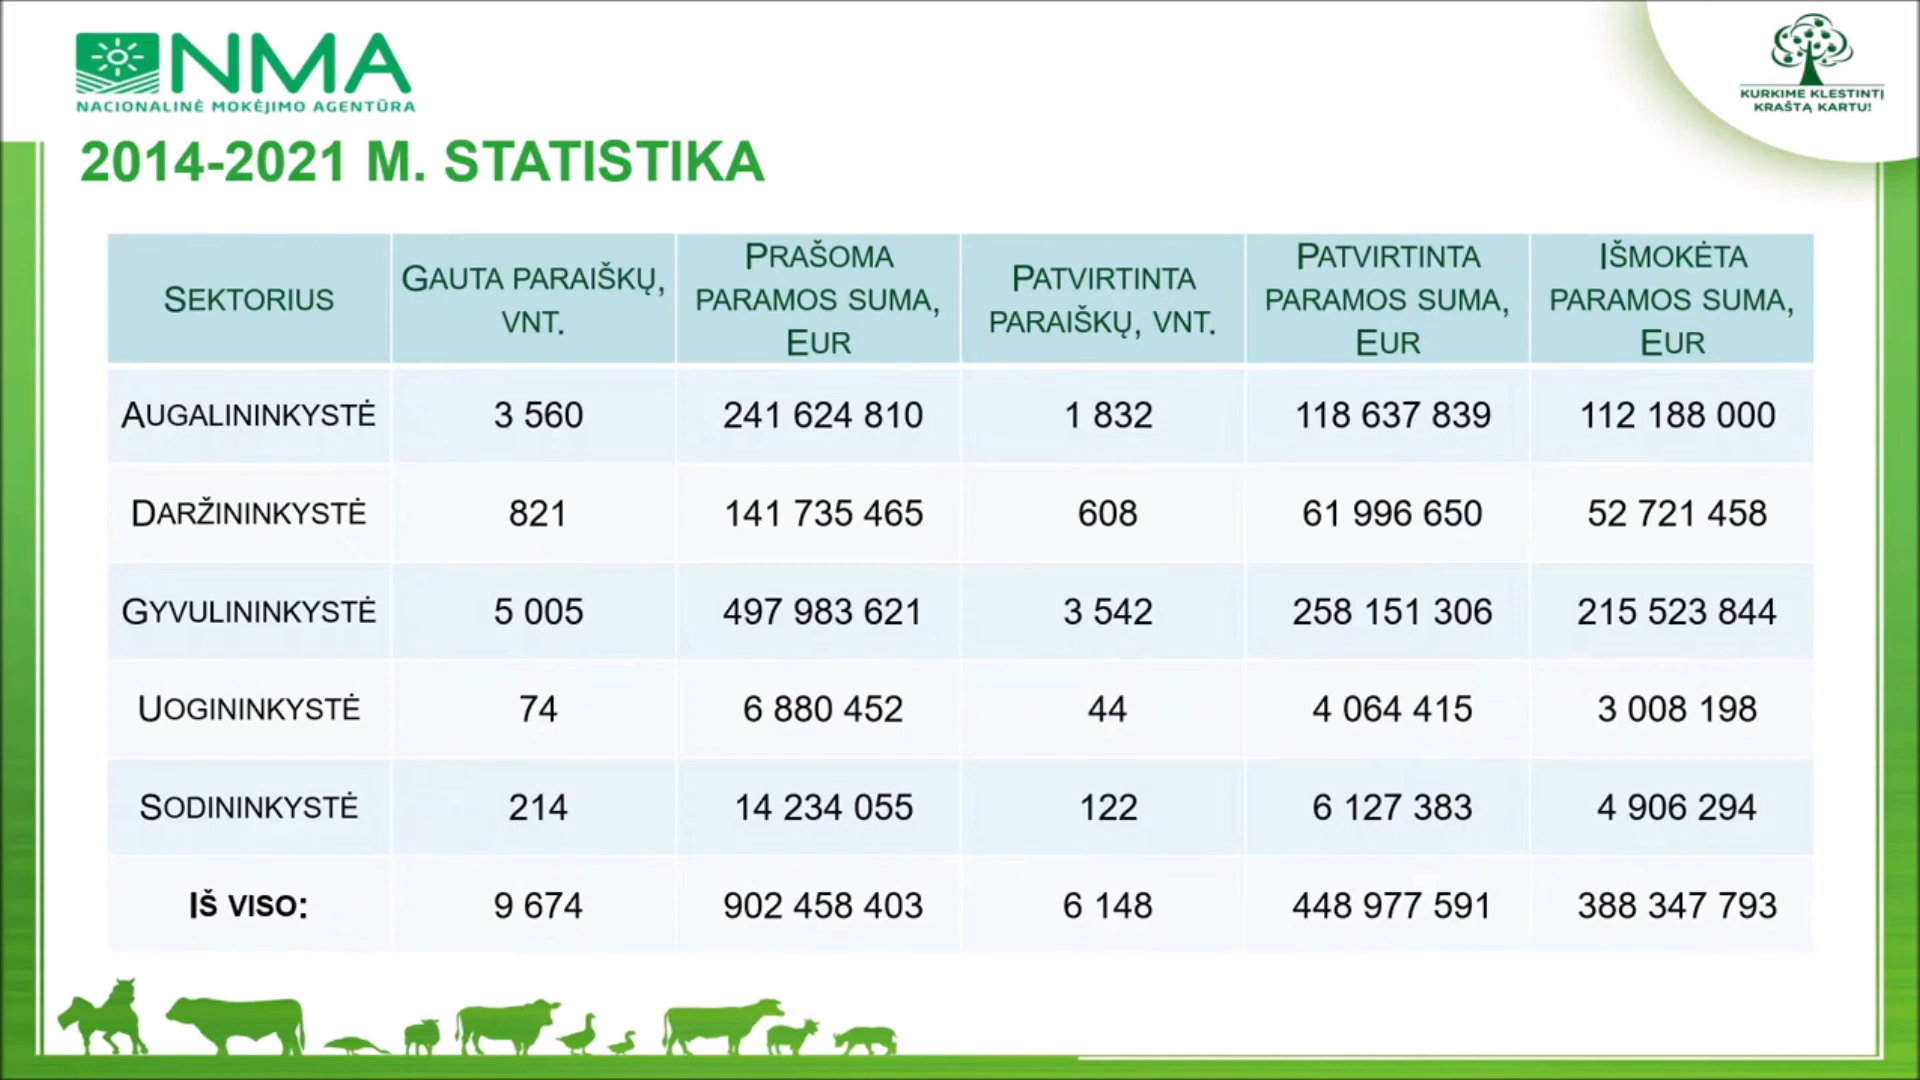 NMA
NACIONALINĖ MOKĖJIMO AGENTŪRA
KURKIME KLESTINTĮ
KRAŠTĄ KARTU!
2014-2021 M. STATISTIKA
SEKTORIUS
GAUTA PARAIŠKŲ,
VNT.
PRAŠOMA
PARAMOS SUMA,
EUR
PATVIRTINTA
PARAIŠKŲ, VNT.
PATVIRTINTA
PARAMOS SUMA,
EUR
IŠMOKĖTA
PARAMOS SUMA,
EUR
AUGALININKYSTĖ 3 560 241 624 810 1 832 118 637 839 112 188 000
DARŽININKYSTĖ 821 141 735 465 608 61 996 650 52 721 458
GYVULININKYSTĖ 5 005 497 983 621 3 542 258 151 306 215 523 844
UOGININKYSTĖ 74 6 880 452 44 4 064 415 3 008 198
SODININKYSTĖ 214 14 234 055 122 6 127 383 4 906 294
IŠ VISO: 9 674 902 458 403 6 148 448 977 591 388 347 793